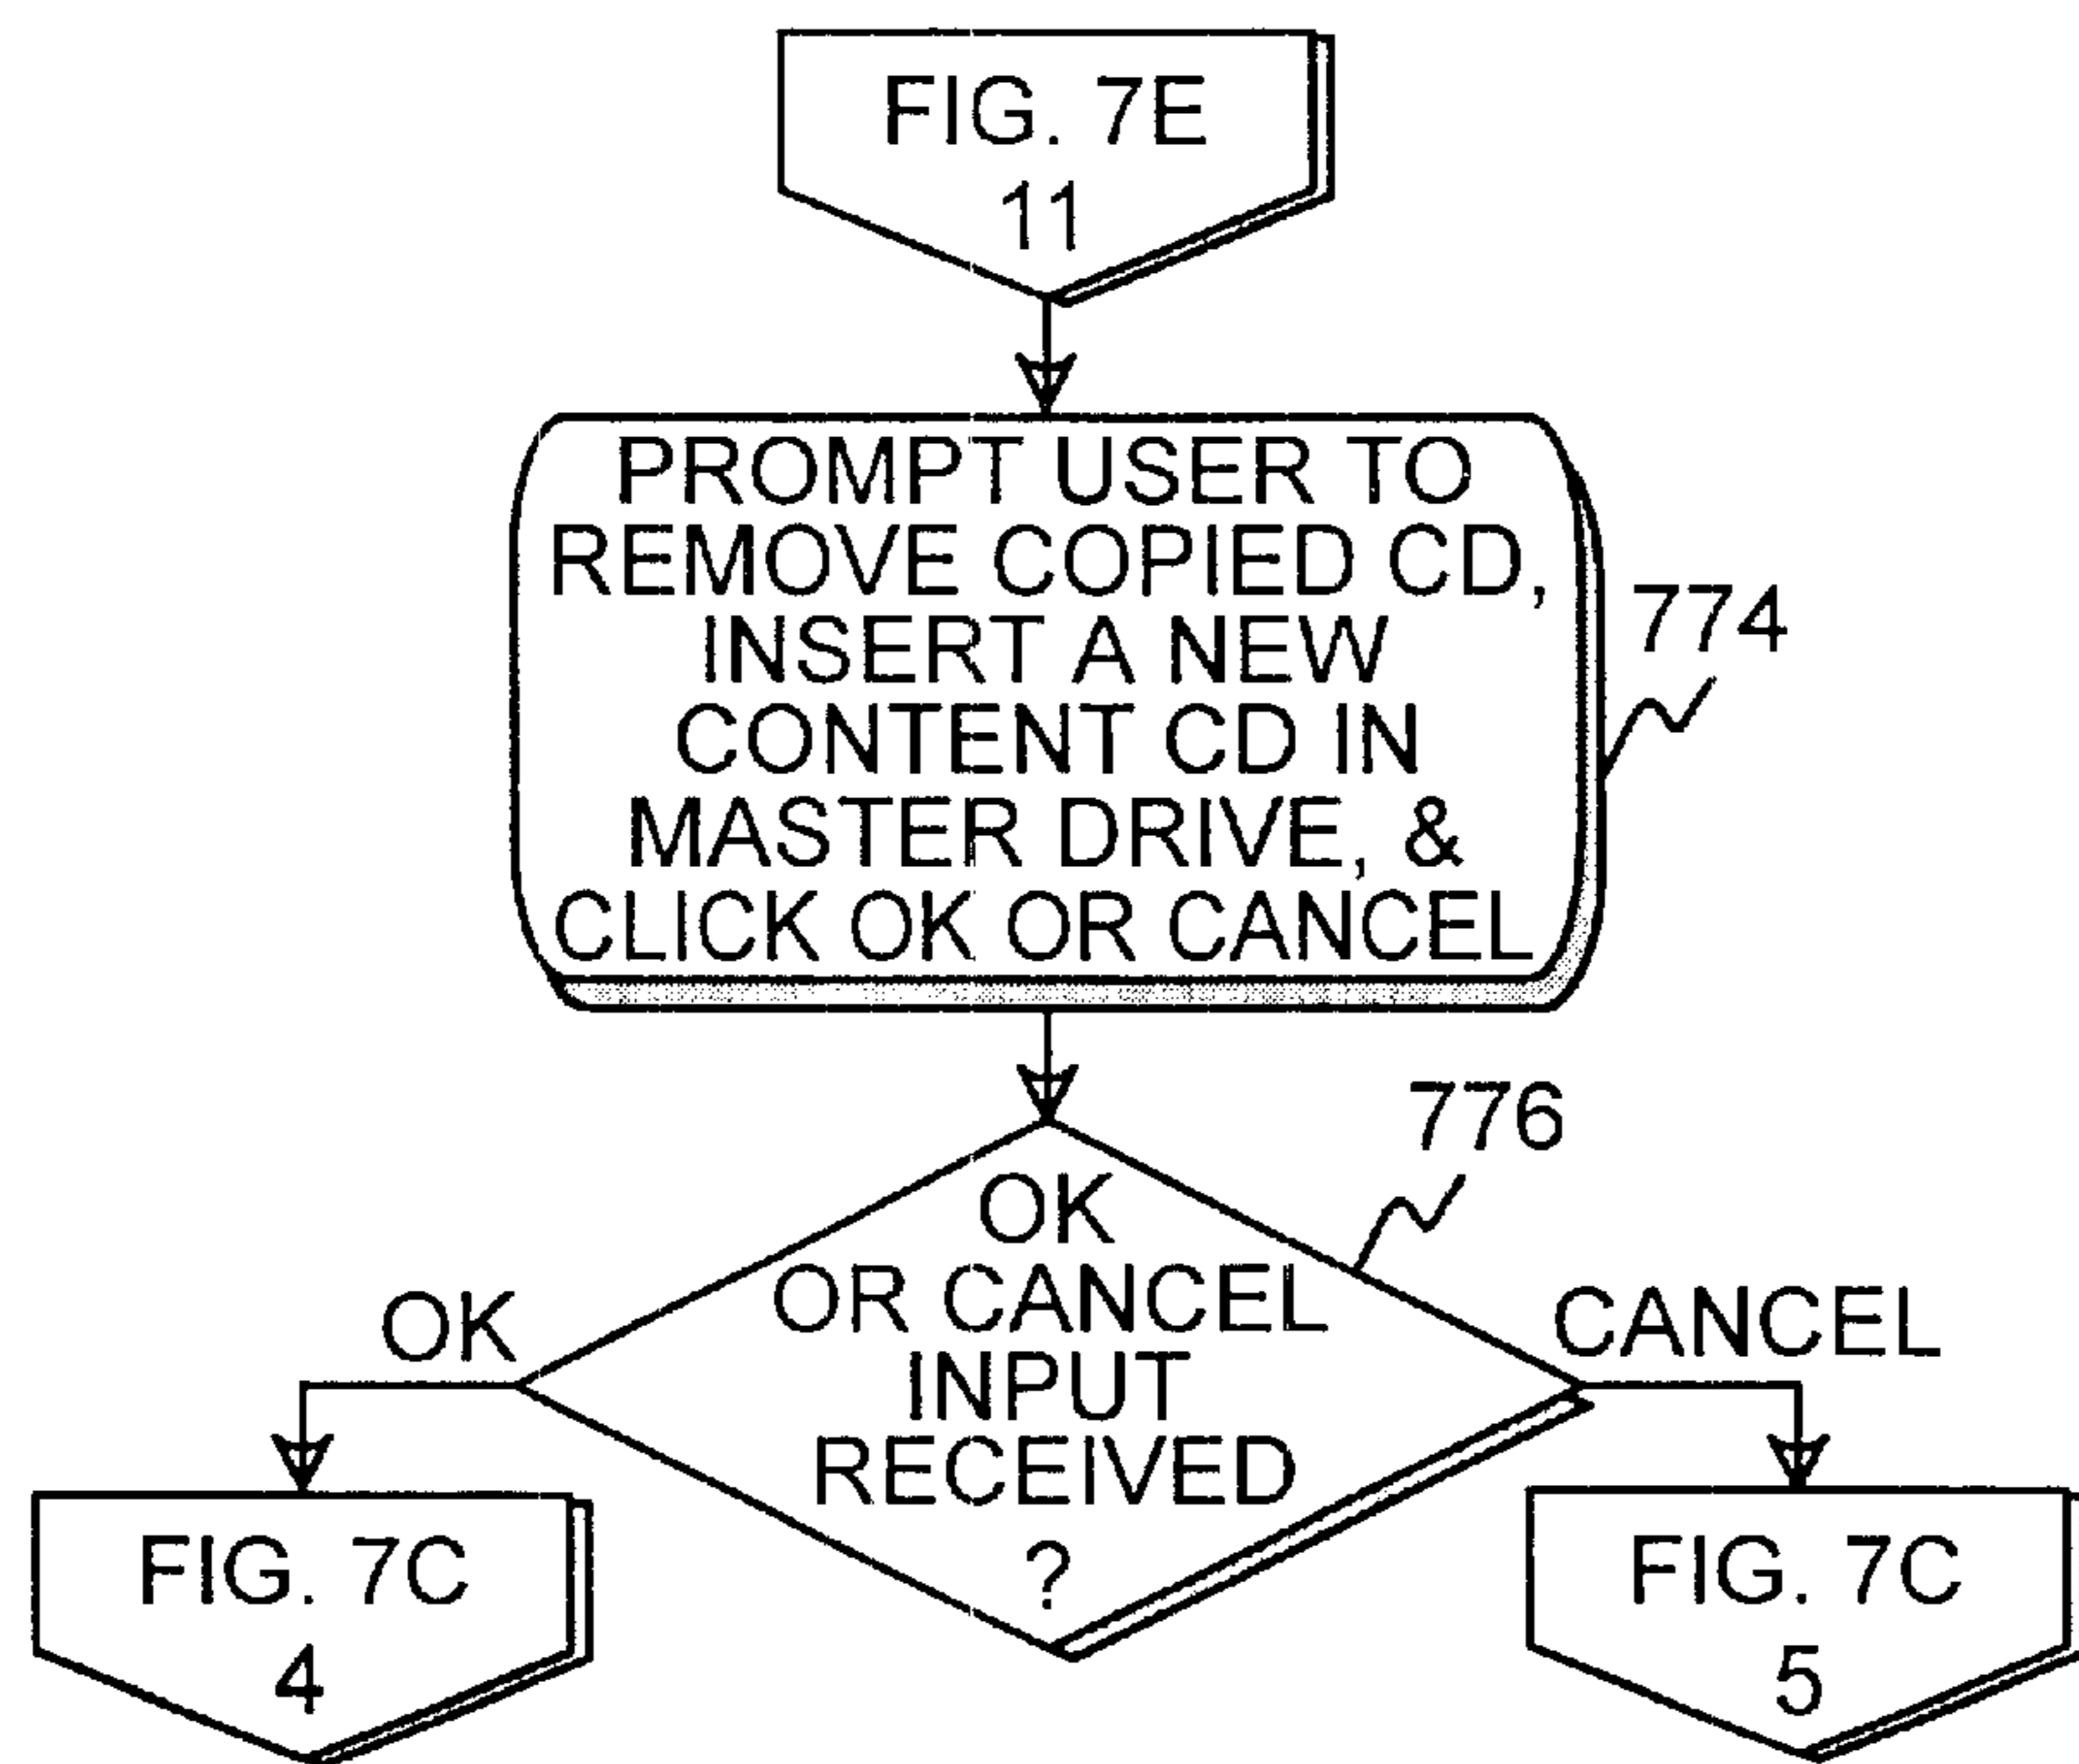 FIG. 7E
11
PROMPT USER TO
REMOVE COPIED CD,
INSERT A NEW
CONTENT CD IN
MASTER DRIVE, &
CLICK OK OR CANCEL
774
776
OK
OR CANCEL
INPUT
RECEIVED
?
OK
CANCEL
FIG. 7C
4
FIG. 7C
5